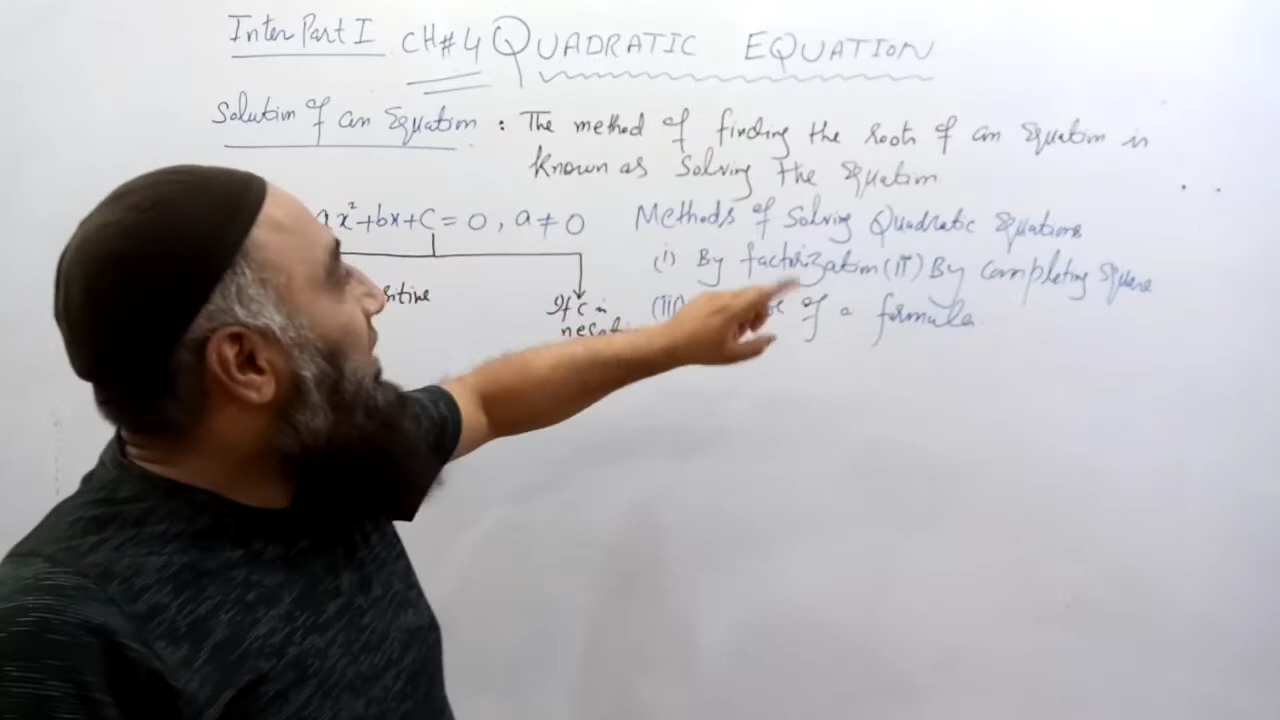 Inter Part I CH#4 QUADRATIC EQUATION
Solution of an Equation : The method of finding the roots of an Equation is
known as Solving the Equation
ax²+bx+C = 0, a ≠ 0
Methods of Solving Quadratic Equations
(i) By factorization (ii) By Completing Square
(iii) of a formula
If C is